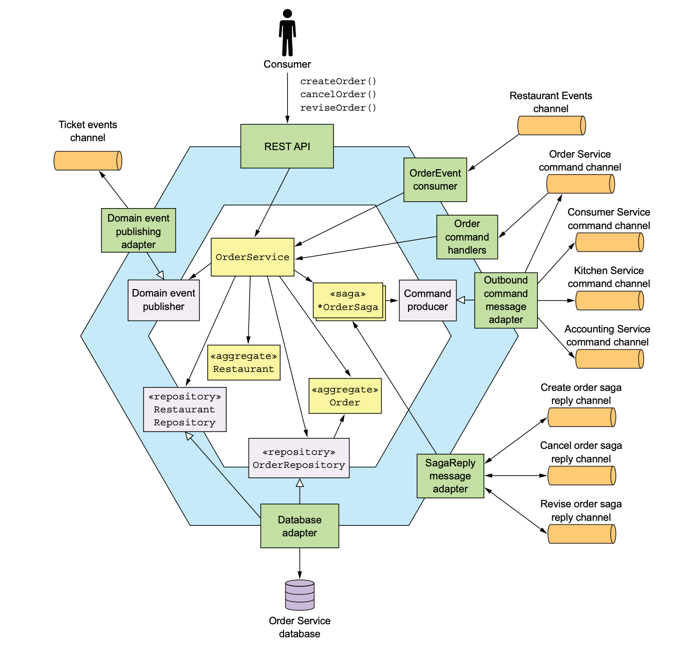 Consumer
createOrder()
cancelOrder()
reviseOrder()
Restaurant Events
channel
Ticket events
channel
REST API
Order Service
command channel
OrderEvent
consumer
Domain event
publishing
adapter
Order
command
handlers
Consumer Service
command channel
OrderService
Domain event
publisher
«saga»
*OrderSaga
Command
producer
Outbound
command
message
adapter
Kitchen Service
command channel
Accounting Service
command channel
«aggregate»
Restaurant
«aggregate»
Order
«repository»
Restaurant
Repository
Create order saga
reply channel
«repository»
OrderRepository
SagaReply
message
adapter
Cancel order saga
reply channel
Database
adapter
Revise order saga
reply channel
Order Service
database